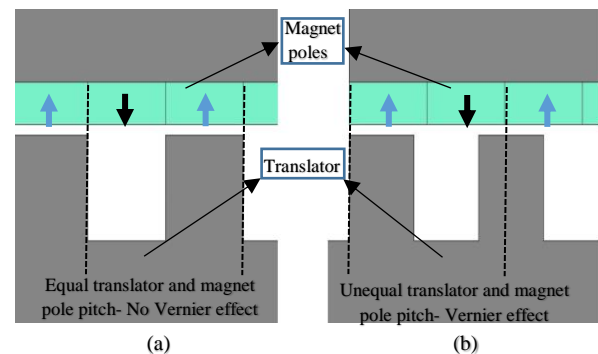 Magnet
poles
Translator
Equal translator and magnet
pole pitch- No Vernier effect
Unequal translator and magnet
pole pitch- Vernier effect
(a)
(b)